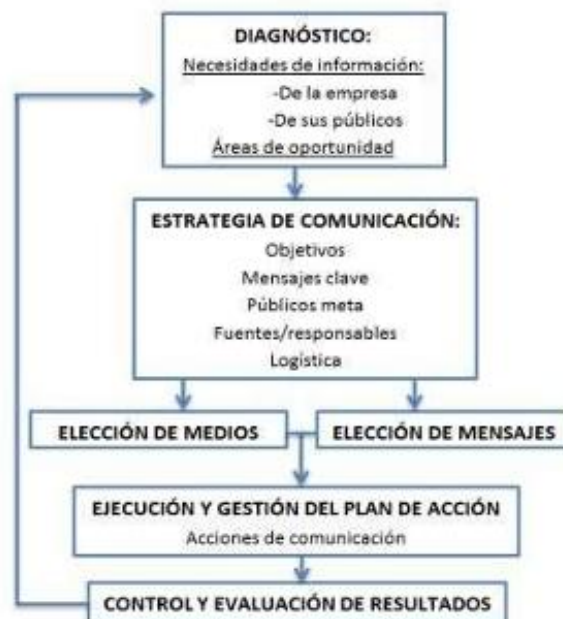 DIAGNÓSTICO:
Necesidades de información:
-De la empresa
-De sus públicos
Áreas de oportunidad
ESTRATEGIA DE COMUNICACIÓN:
Objetivos
Mensajes clave
Públicos meta
Fuentes/responsables
Logística
ELECCIÓN DE MEDIOS
ELECCIÓN DE MENSAJES
EJECUCIÓN Y GESTIÓN DEL PLAN DE ACCIÓN
Acciones de comunicación
CONTROL Y EVALUACIÓN DE RESULTADOS